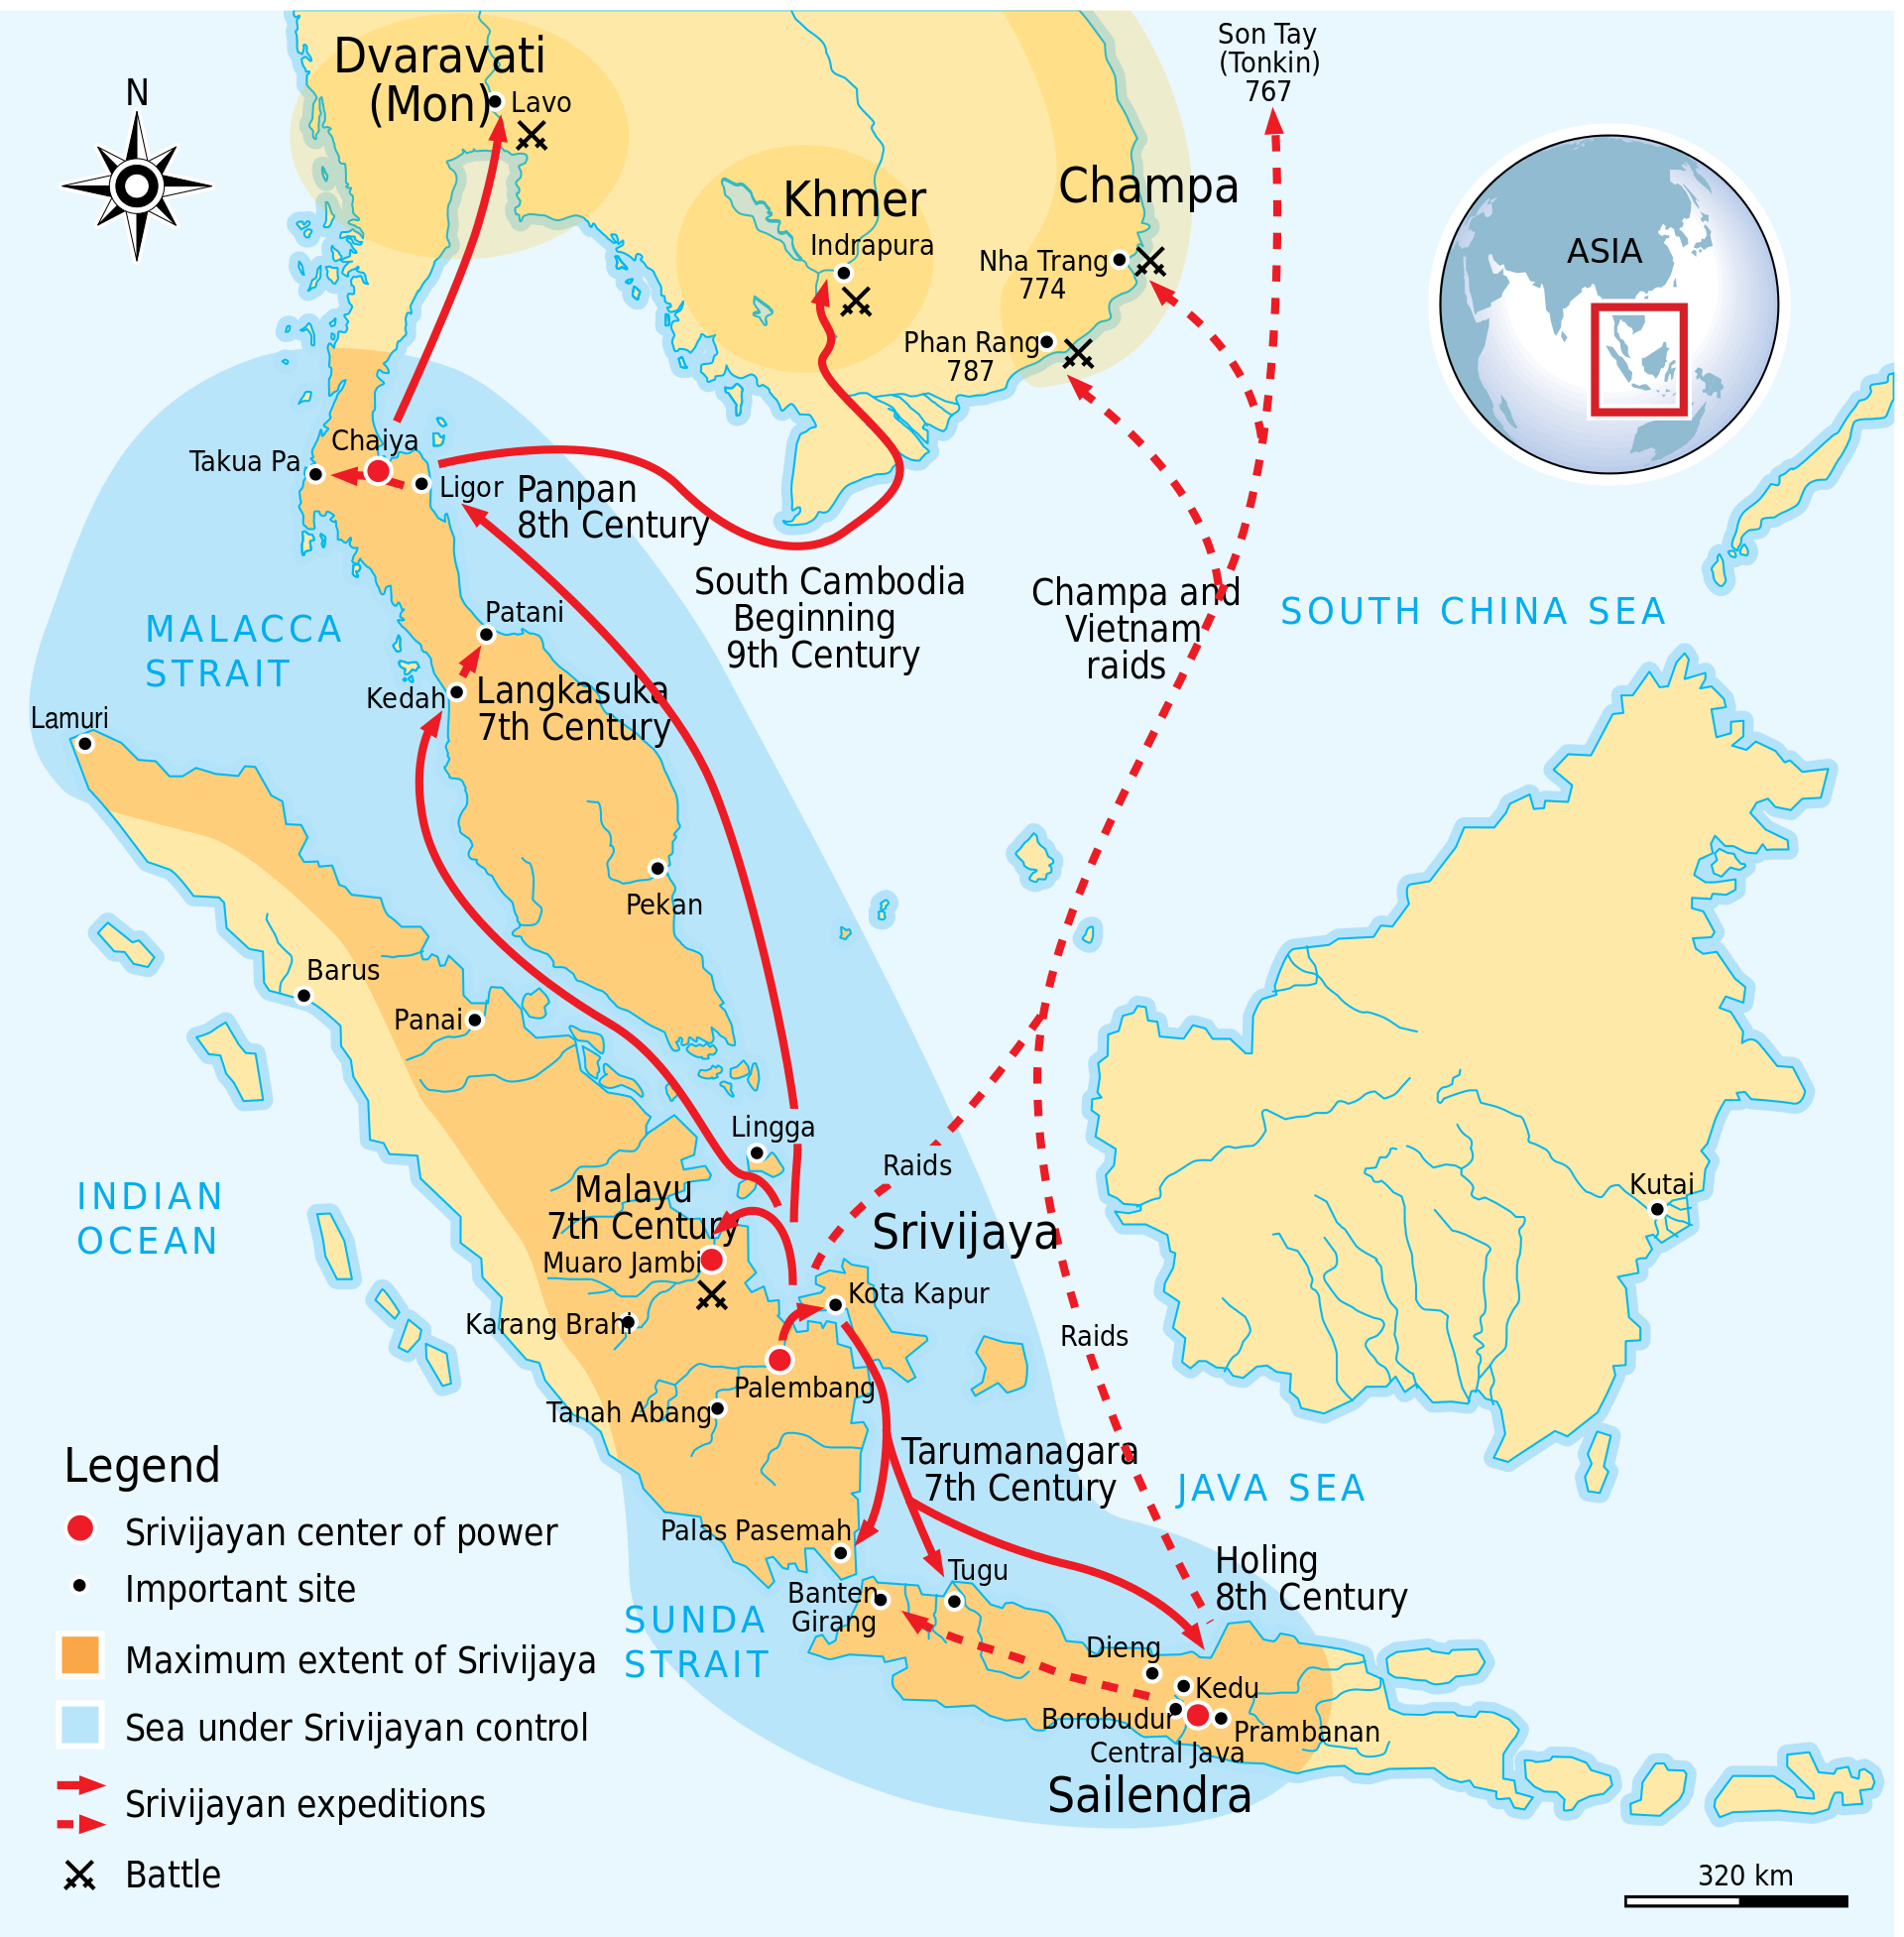 Son Tay
(Tonkin)
767
Dvaravati
(Mon)
Lavo
N
Khmer
Indrapura
Champa
Nha Trang
774
Phan Rang
787
ASIA
Chaiya
Takua Pa
Ligor
Panpan
8th Century
South Cambodia
Beginning
9th Century
Champa and
Vietnam
raids
SOUTH CHINA SEA
MALACCA
STRAIT
Patani
Kedah
Langkasuka
7th Century
Lamuri
Pekan
Barus
Panai
Lingga
Raids
INDIAN
OCEAN
Malayu
7th Century
Muaro Jambi
Srivijaya
Kutai
Kota Kapur
Karang Brahi
Raids
Palembang
Tanah Abang
Tarumanagara
7th Century
JAVA SEA
Palas Pasemah
Holing
8th Century
Tugu
Banten
Girang
SUNDA
STRAIT
Dieng
Kedu
Borobudur
Prambanan
Central Java
Sailendra
Legend
Srivijayan center of power
Important site
Maximum extent of Srivijaya
Sea under Srivijayan control
Srivijayan expeditions
Battle
320 km